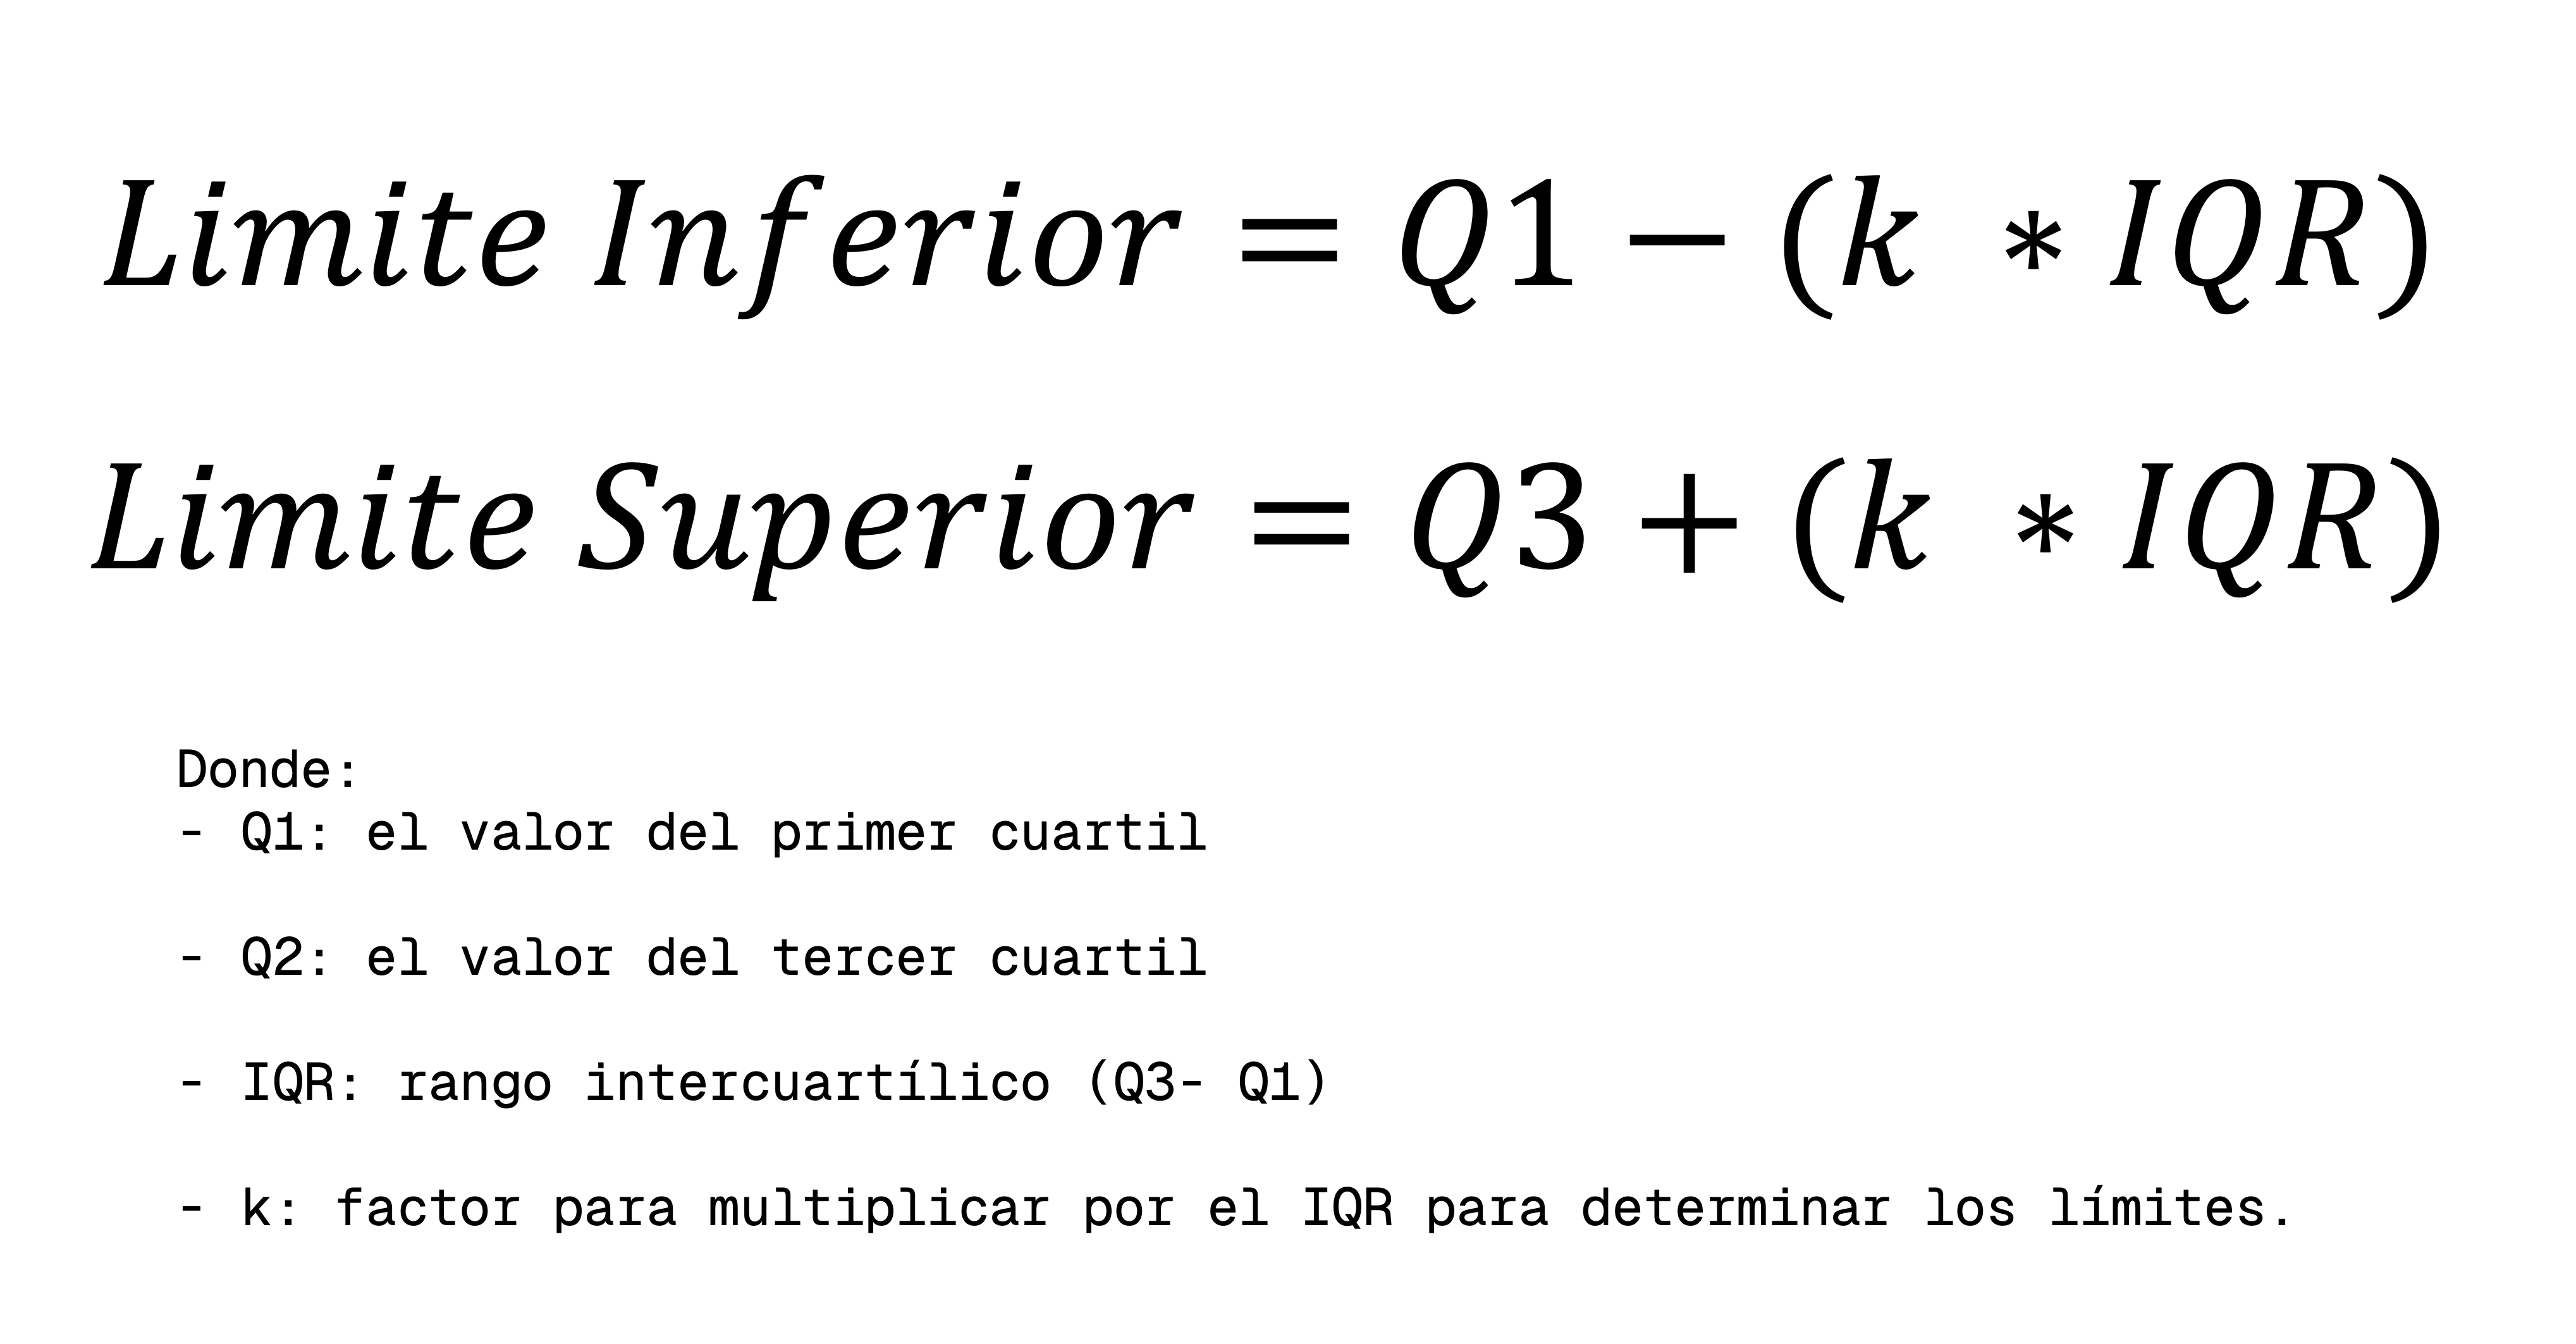 Limite Inferior = Q1 − (k * IQR)
Limite Superior = Q3 + (k * IQR)
Donde:
- Q1: el valor del primer cuartil
- Q2: el valor del tercer cuartil
- IQR: rango intercuartílico (Q3- Q1)
- k: factor para multiplicar por el IQR para determinar los límites.